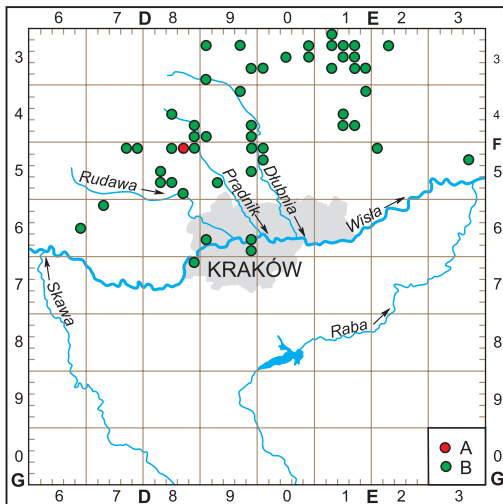 6 7 D 8 9 0 1 E 2 3
3 3
4 4
F
5 5
Rudawa
Prądnik
Dłubnia
Wisła
6 6
KRAKÓW
7 7
Skawa
Raba
8 8
9 9
A
0 0
B
G G
6 7 D 8 9 0 1 E 2 3